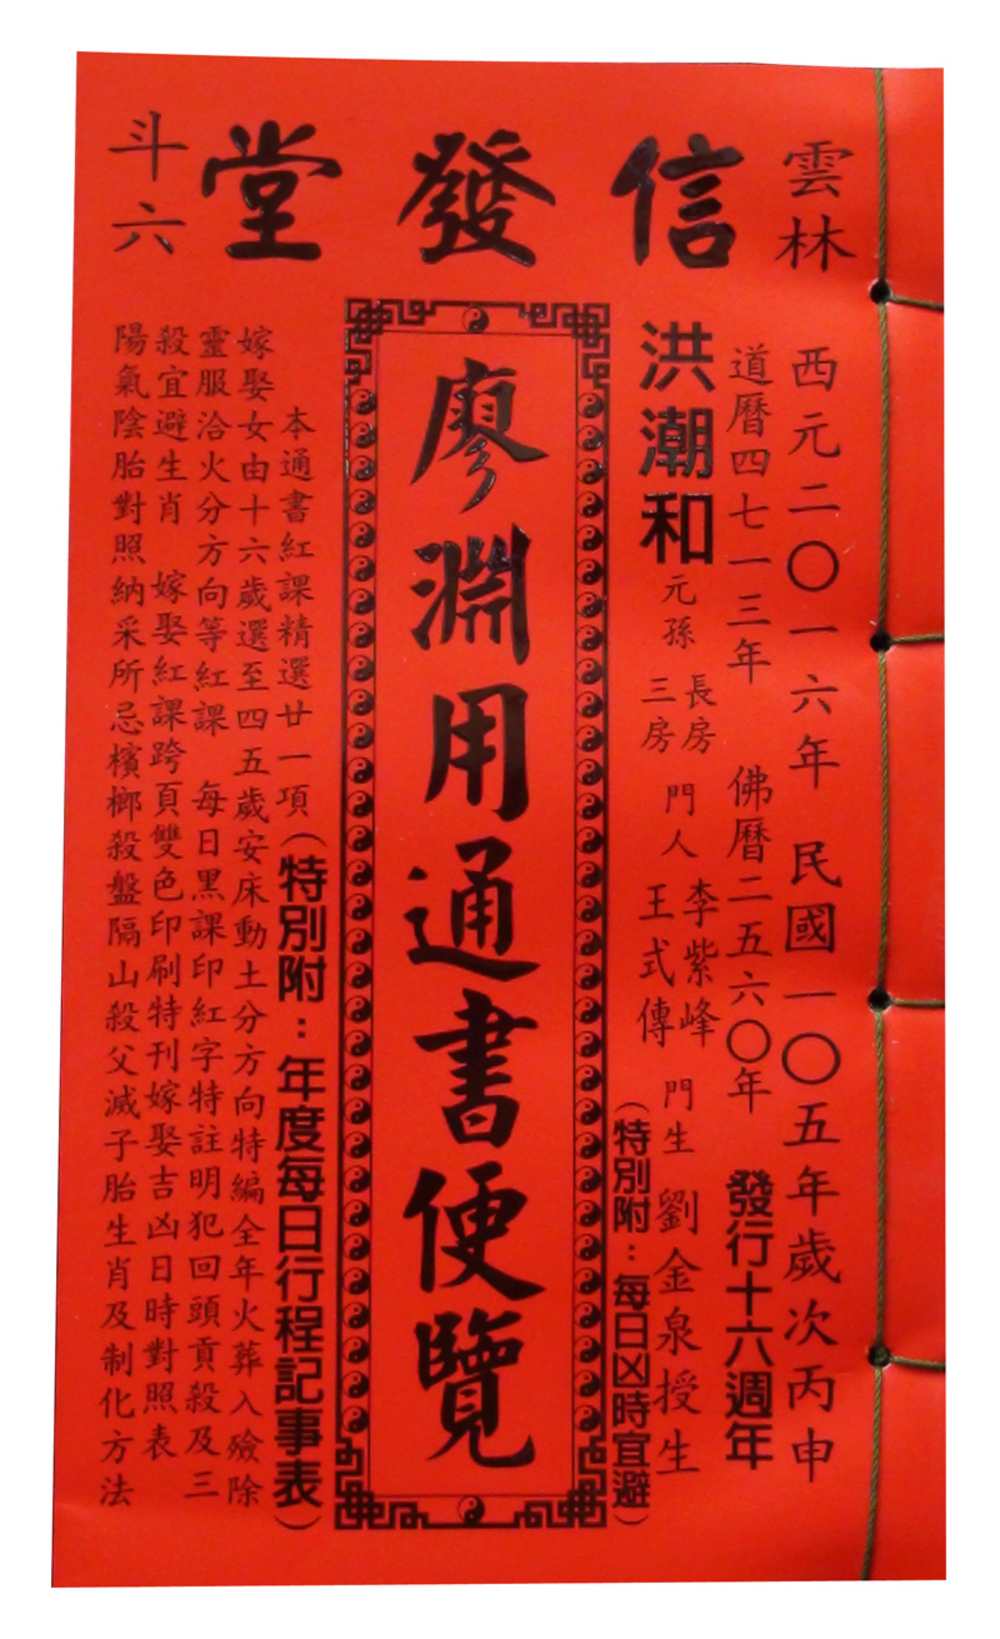 雲林
信發堂
斗六
西元二〇一六年 民國一〇五年歲次丙申
道曆四七一三年 佛曆二五六〇年 發行十六週年
洪潮和元孫 長房 三房 門人 李紫峰 王式傳 門生 劉金泉授生
(特別附：每日凶時宜避)
廖淵用通書便覽
本通書紅課精選廿一項(特別附：年度每日行程記事表)
嫁娶女由十六歲選至四五歲安床動土分方向特編全年火葬入殮除
靈服洽火分方向等紅課 每日黑課印紅字特註明犯回頭貢殺及三
殺宜避生肖 嫁娶紅課跨頁雙色印刷特刊嫁娶吉凶日時對照表
陽氣陰胎對照納采所忌檳榔殺盤隔山殺父滅子胎生肖及制化方法